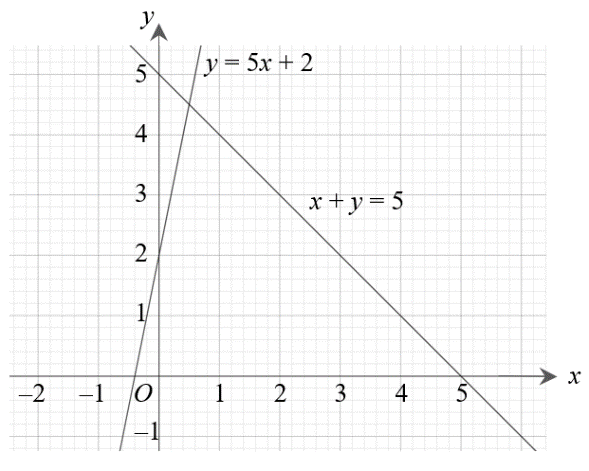 y
5
y = 5x + 2
4
3
x + y = 5
2
1
x
–2 –1 O 1 2 3 4 5
–1